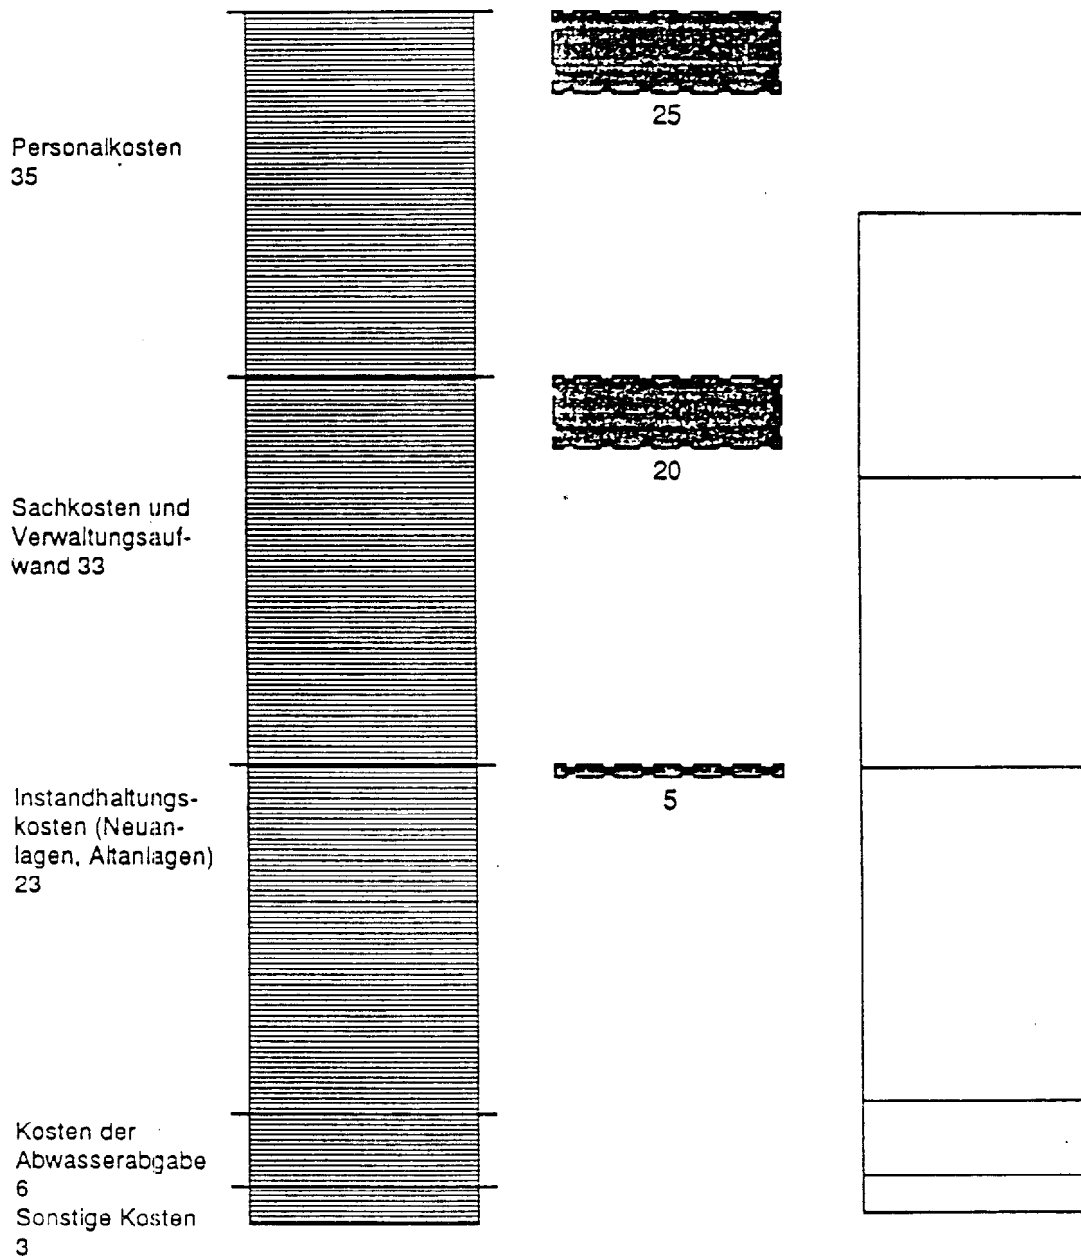 25
Personalkosten
35
20
Sachkosten und
Verwaltungsauf-
wand 33
5
Instandhaltungs-
kosten (Neuan-
lagen, Altanlagen)
23
Kosten der
Abwasserabgabe
6
Sonstige Kosten
3